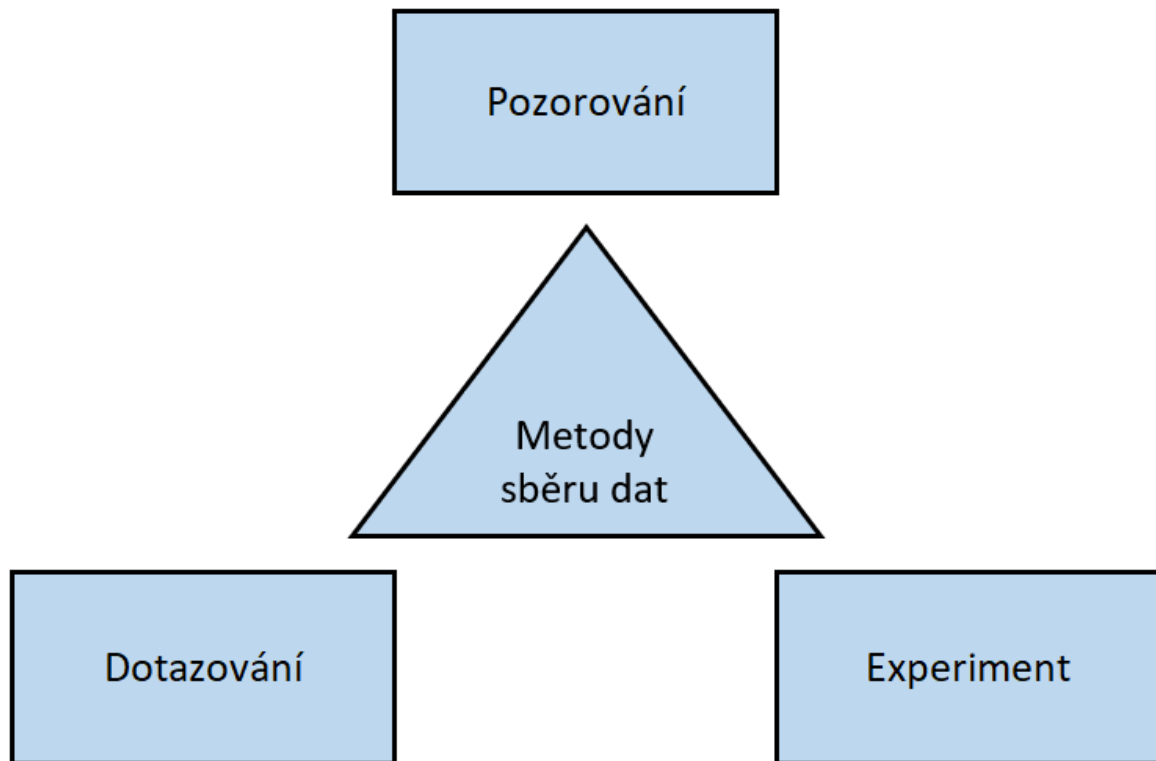 Pozorování
Metody
sběru dat
Dotazování
Experiment